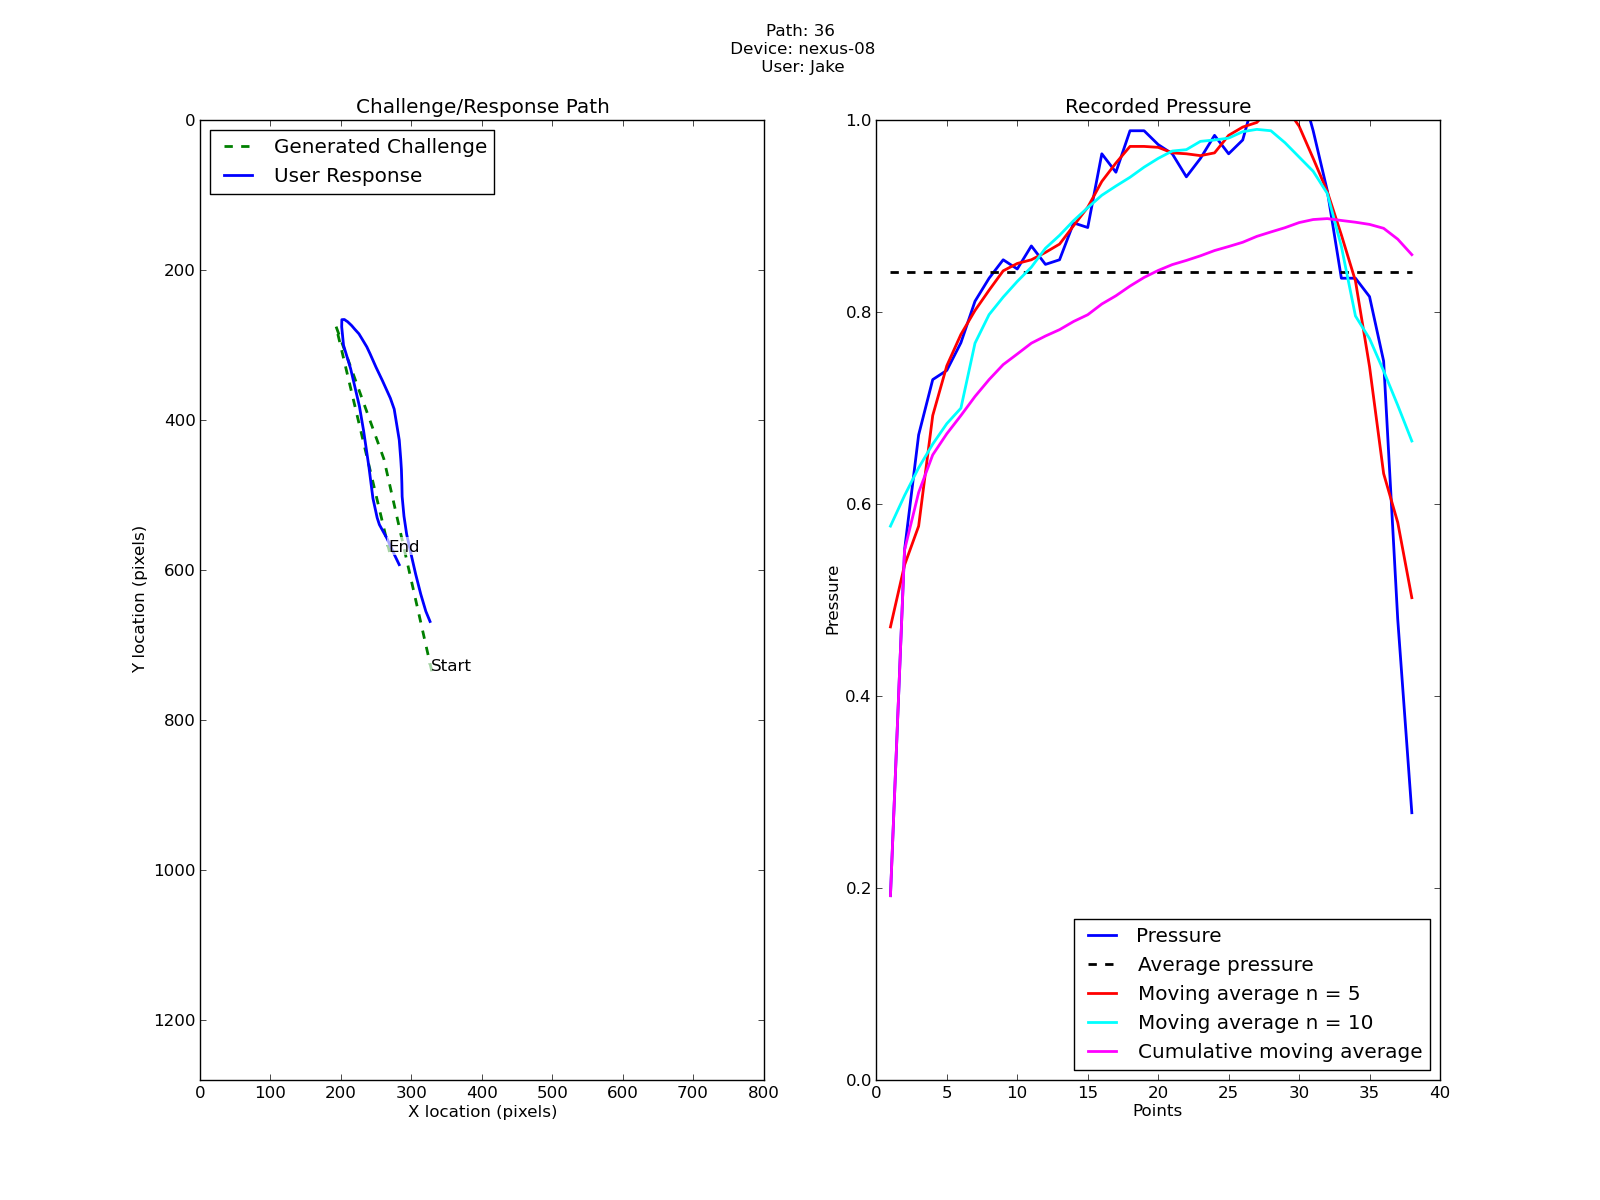 Path: 36
Device: nexus-08
User: Jake
Challenge/Response Path
Generated Challenge
User Response
0
200
400
600
800
1000
1200
Y location (pixels)
End
Start
0 100 200 300 400 500 600 700 800
X location (pixels)
Recorded Pressure
1.0
0.8
0.6
0.4
0.2
0.0
Pressure
Pressure
Average pressure
Moving average n = 5
Moving average n = 10
Cumulative moving average
0 5 10 15 20 25 30 35 40
Points